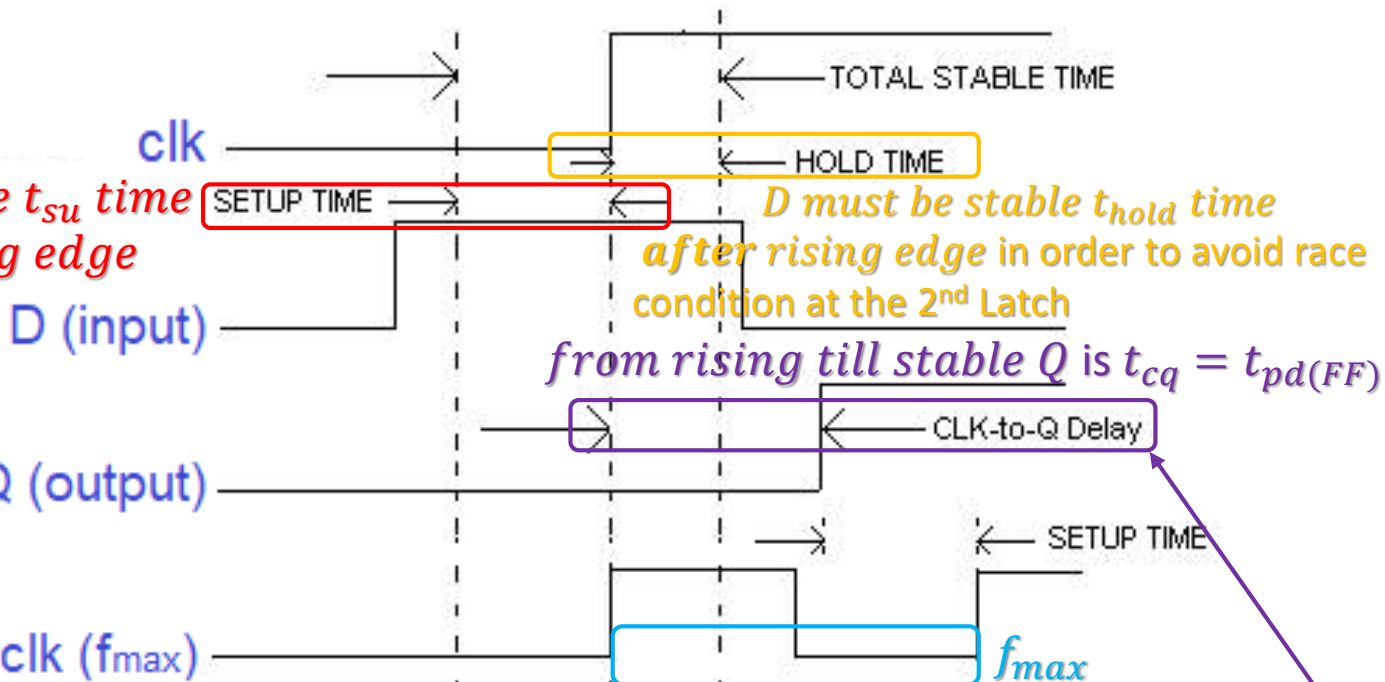 TOTAL STABLE TIME
clk
HOLD TIME
t_su time
SETUP TIME
D must be stable t_hold time
edge
after rising edge in order to avoid race
D (input)
condition at the 2nd Latch
from rising till stable Q is t_cq = t_pd(FF)
CLK-to-Q Delay
Q (output)
SETUP TIME
clk (fmax)
f_max